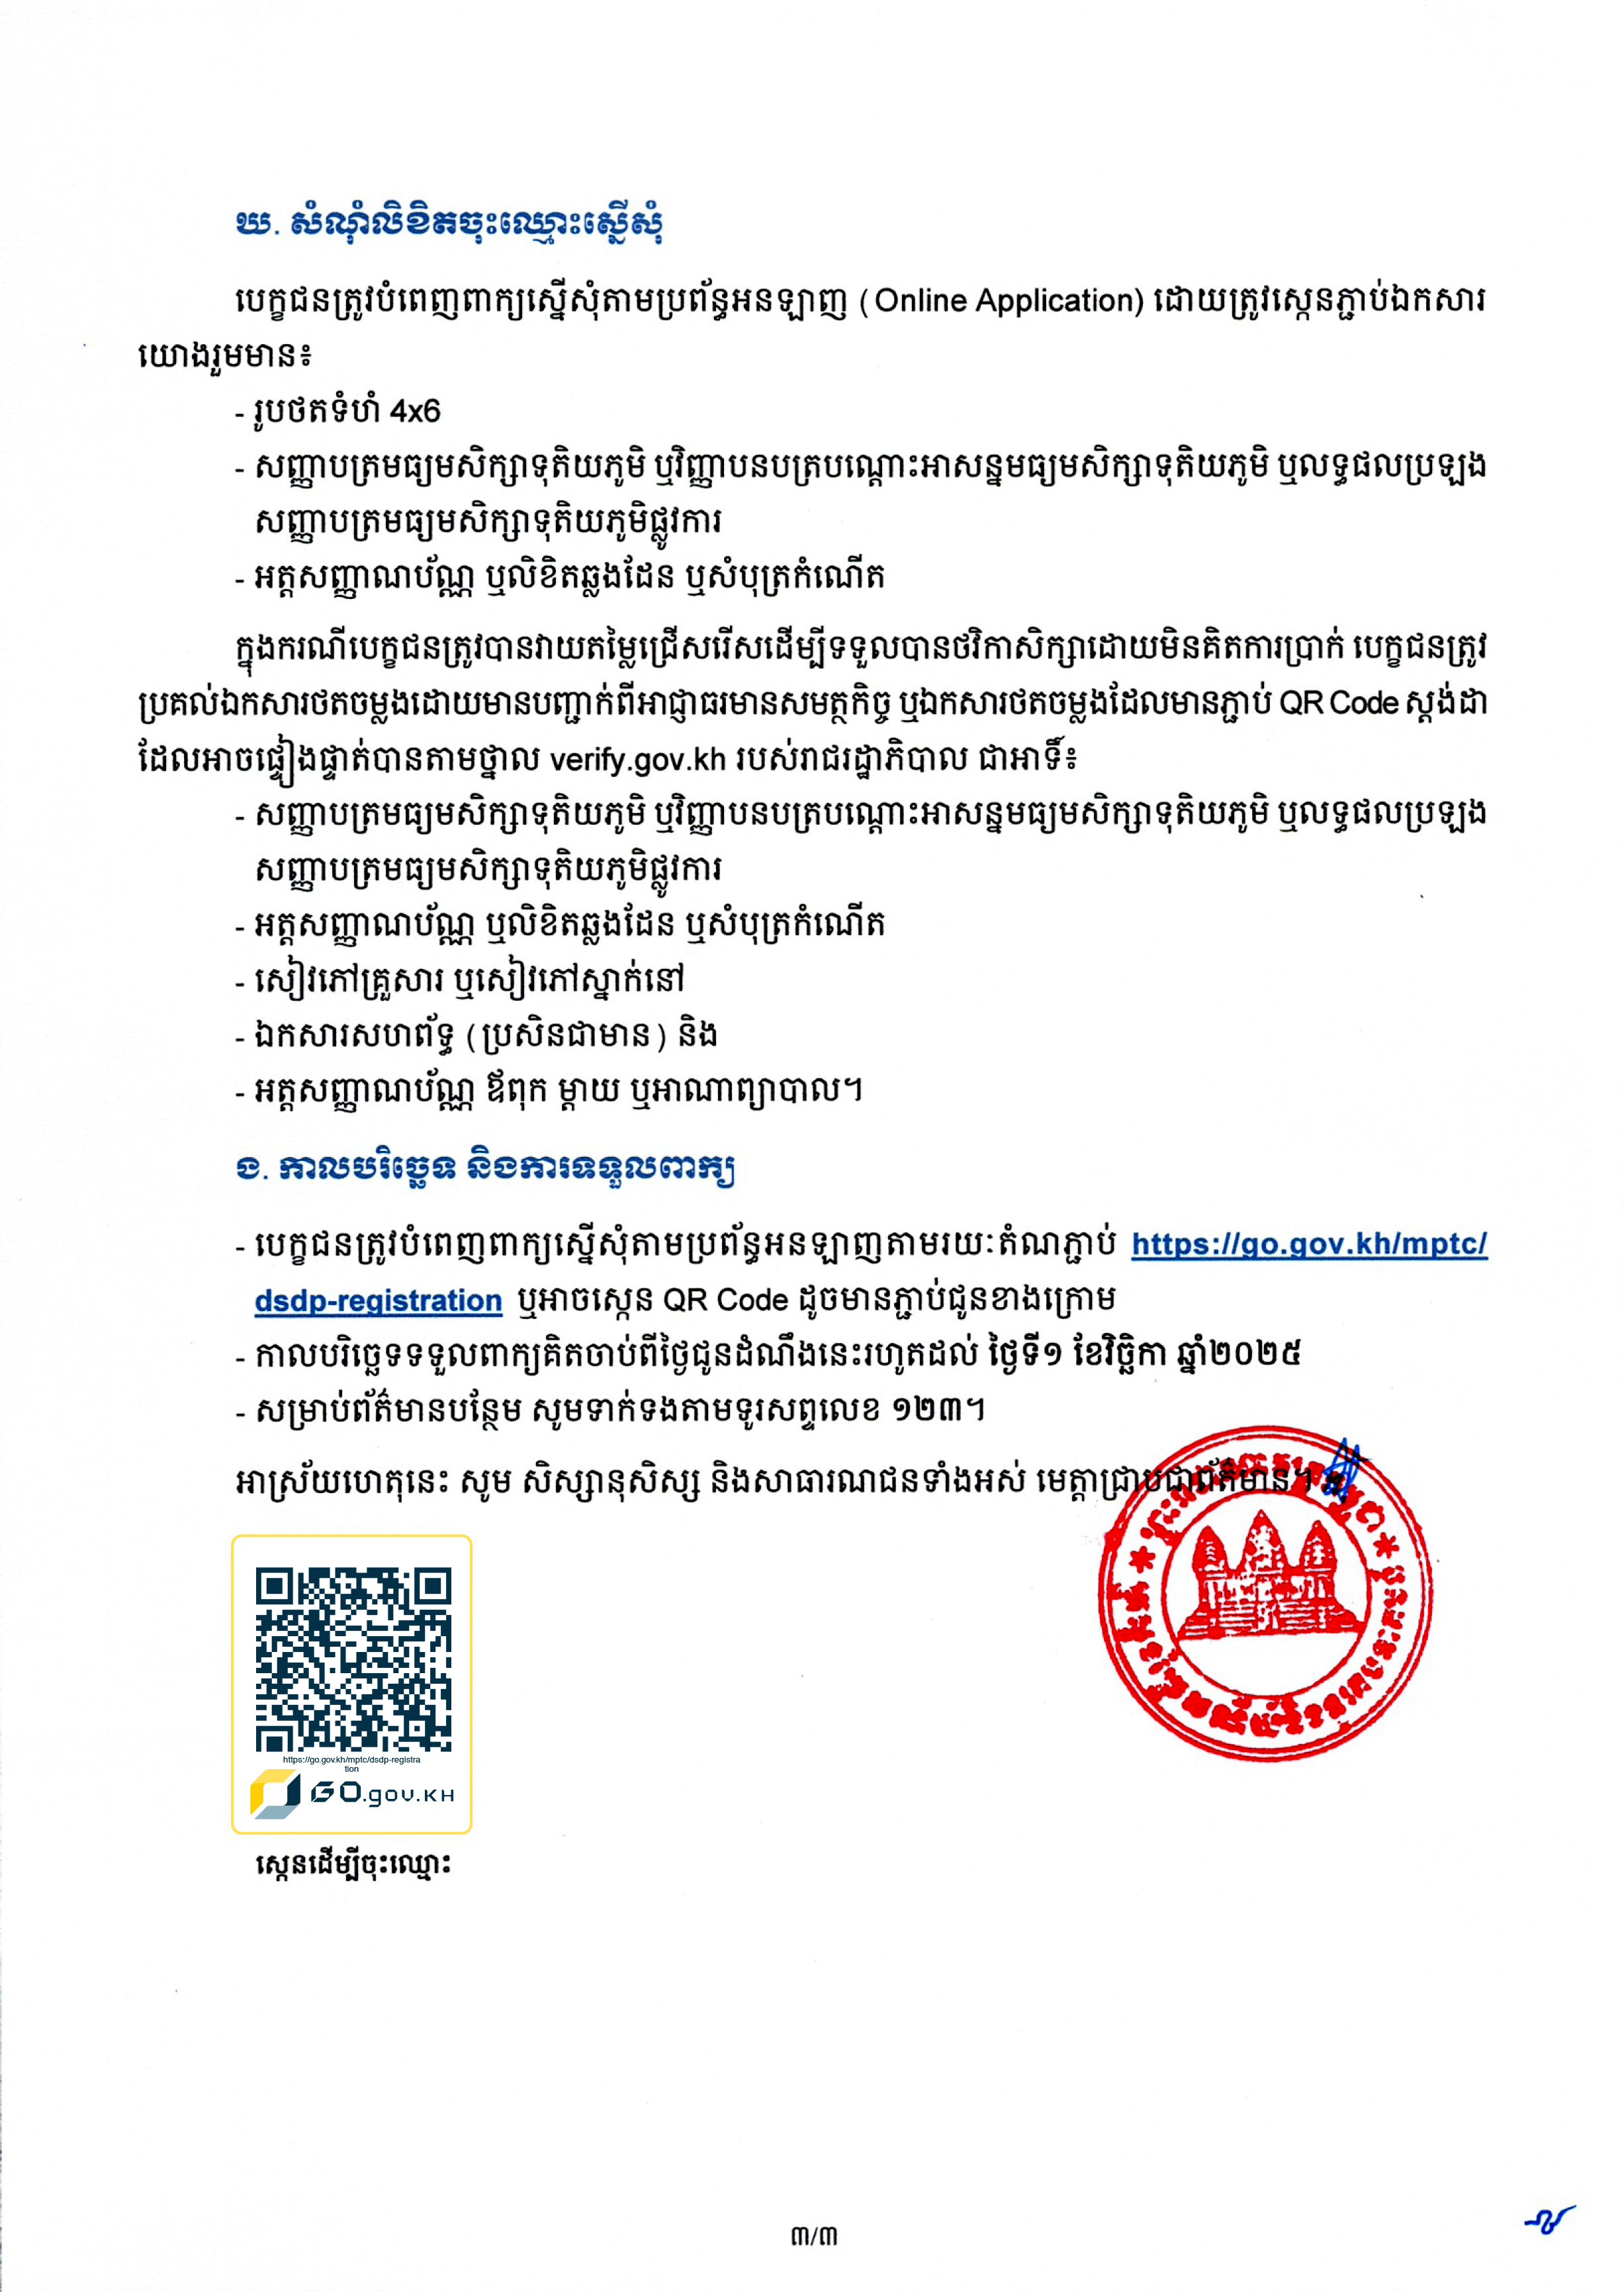 ឃ. សំណុំលិខិតចុះឈ្មោះស្នើសុំ
បេក្ខជនត្រូវបំពេញពាក្យស្នើសុំតាមប្រព័ន្ធអនឡាញ (Online Application) ដោយត្រូវស្កេនភ្ជាប់ឯកសារ
យោងរួមមាន៖
- រូបថតទំហំ 4x6
- សញ្ញាបត្រមធ្យមសិក្សាទុតិយភូមិ ឬវិញ្ញាបនបត្របណ្តោះអាសន្នមធ្យមសិក្សាទុតិយភូមិ ឬលទ្ធផលប្រឡង
សញ្ញាបត្រមធ្យមសិក្សាទុតិយភូមិផ្លូវការ
- អត្តសញ្ញាណប័ណ្ណ ឬលិខិតឆ្លងដែន ឬសំបុត្រកំណើត
ក្នុងករណីបេក្ខជនត្រូវបានវាយតម្លៃជ្រើសរើសដើម្បីទទួលបានថវិកាសិក្សាដោយមិនគិតការប្រាក់ បេក្ខជនត្រូវ
ប្រគល់ឯកសារថតចម្លងដោយមានបញ្ជាក់ពីអាជ្ញាធរមានសមត្ថកិច្ច ឬឯកសារថតចម្លងដែលមានភ្ជាប់ QR Code ស្តង់ដា
ដែលអាចផ្ទៀងផ្ទាត់បានតាមថ្នាល verify.gov.kh របស់រាជរដ្ឋាភិបាល ជាអាទិ៍៖
- សញ្ញាបត្រមធ្យមសិក្សាទុតិយភូមិ ឬវិញ្ញាបនបត្របណ្តោះអាសន្នមធ្យមសិក្សាទុតិយភូមិ ឬលទ្ធផលប្រឡង
សញ្ញាបត្រមធ្យមសិក្សាទុតិយភូមិផ្លូវការ
- អត្តសញ្ញាណប័ណ្ណ ឬលិខិតឆ្លងដែន ឬសំបុត្រកំណើត
- សៀវភៅគ្រួសារ ឬសៀវភៅស្នាក់នៅ
- ឯកសារសហព័ទ្ធ (ប្រសិនជាមាន) និង
- អត្តសញ្ញាណប័ណ្ណ ឪពុក ម្តាយ ឬអាណាព្យាបាល។
ង. កាលបរិច្ឆេទ និងការទទួលពាក្យ
- បេក្ខជនត្រូវបំពេញពាក្យស្នើសុំតាមប្រព័ន្ធអនឡាញតាមរយៈតំណភ្ជាប់ https://go.gov.kh/mptc/
dsdp-registration ឬអាចស្កេន QR Code ដូចមានភ្ជាប់ជូនខាងក្រោម
- កាលបរិច្ឆេទទទួលពាក្យគិតចាប់ពីថ្ងៃជូនដំណឹងនេះរហូតដល់ ថ្ងៃទី១ ខែវិច្ឆិកា ឆ្នាំ២០២៥
- សម្រាប់ព័ត៌មានបន្ថែម សូមទាក់ទងតាមទូរសព្ទលេខ ១២៣។
អាស្រ័យហេតុនេះ សូម សិស្សានុសិស្ស និងសាធារណជនទាំងអស់ មេត្តាជ្រាបជាព័ត៌មាន។
https://go.gov.kh/mptc/dsdp-registra
tion
GO.gov.kh
ស្កេនដើម្បីចុះឈ្មោះ
៣/៣